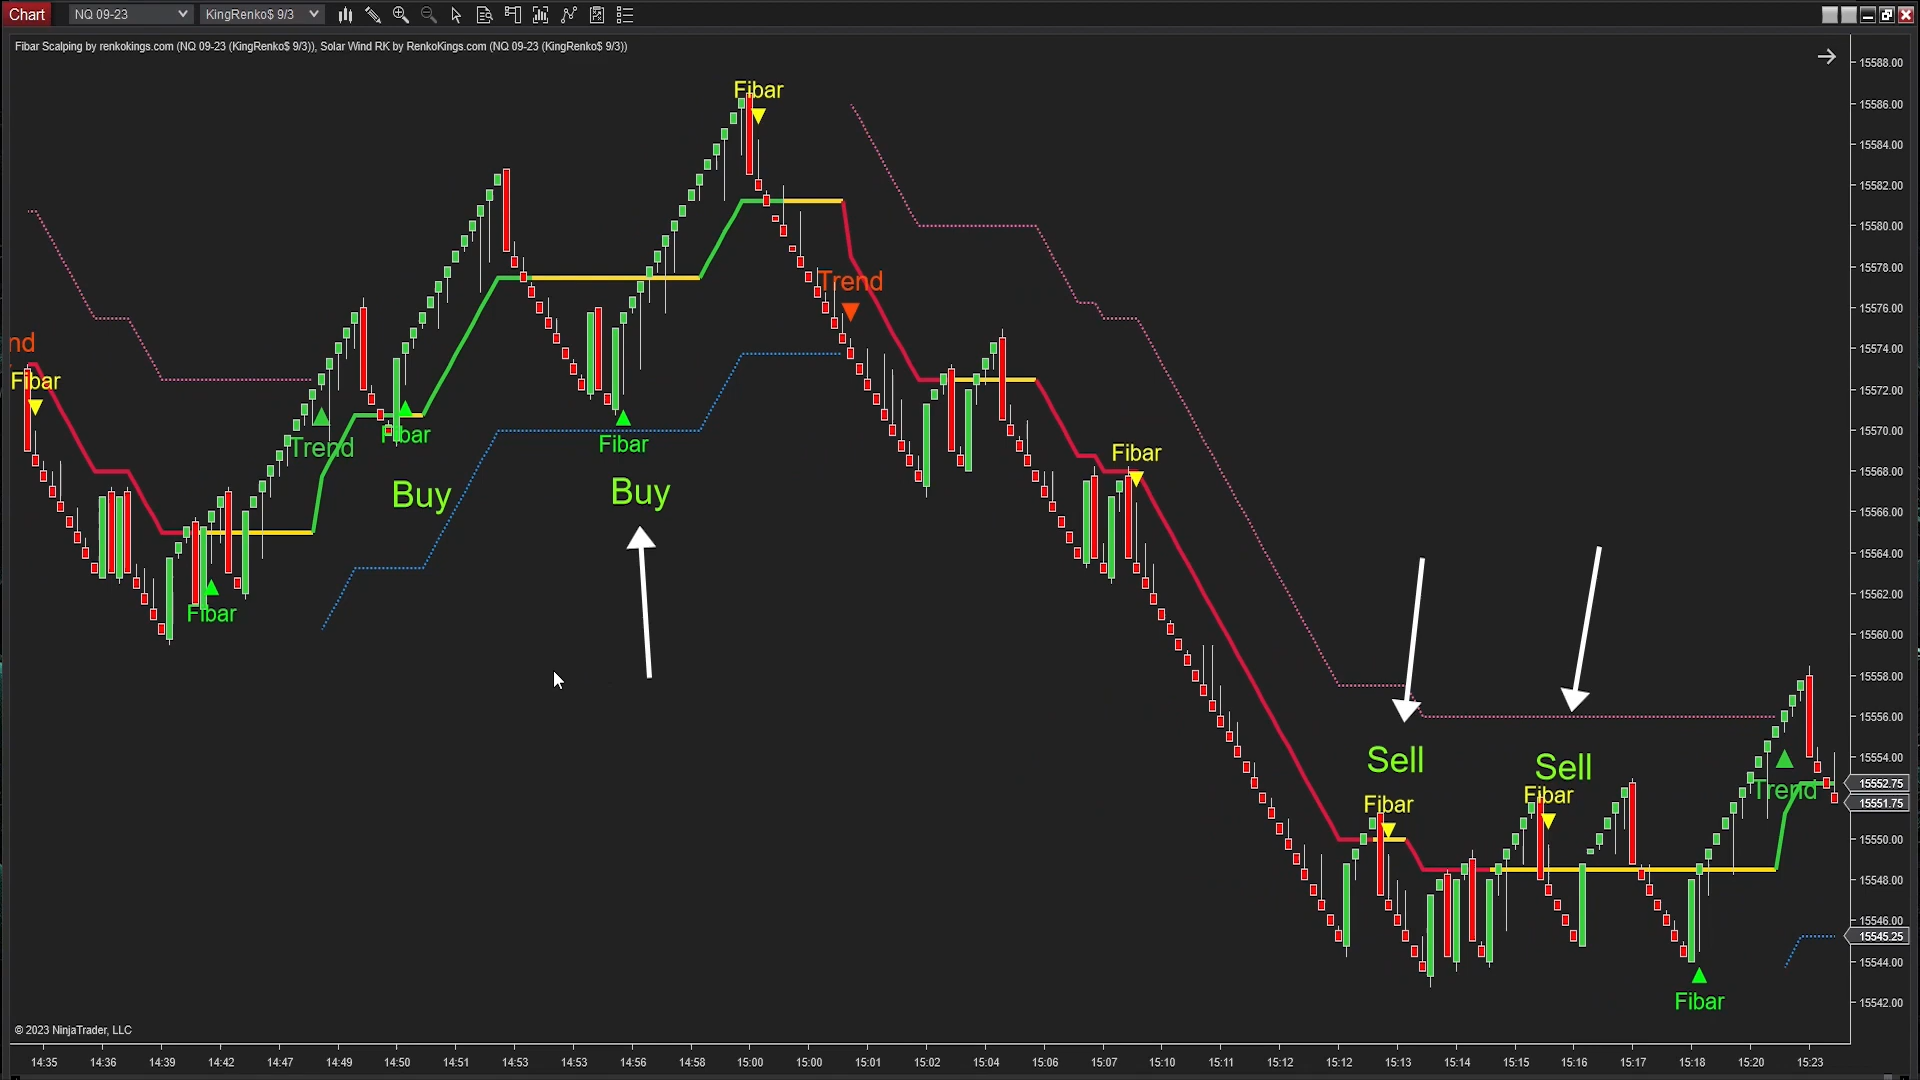 Chart NQ 09-23 KingRenko$ 9/3
Fibar Scalping by renkokings.com (NQ 09-23 (KingRenko$ 9/3)), Solar Wind RK by RenkoKings.com (NQ 09-23 (KingRenko$ 9/3))
15588.00
Fibar
15586.00
15584.00
15582.00
15580.00
15578.00
Trend
15576.00
nd
15574.00
Fibar
15572.00
Fibar
Fibar
15570.00
Trend
Fibar
15568.00
Buy
Buy
15566.00
15564.00
15562.00
Fibar
15560.00
15558.00
15556.00
Sell
Sell
15554.00
15552.75
Trend
Fibar
Fibar
15551.75
15550.00
15548.00
15546.00
15545.25
15544.00
Fibar
15542.00
© 2023 NinjaTrader, LLC
14:35 14:36 14:39 14:42 14:47 14:49 14:50 14:51 14:53 14:53 14:56 14:58 15:00 15:00 15:01 15:02 15:04 15:06 15:07 15:10 15:11 15:12 15:12 15:13 15:14 15:15 15:16 15:17 15:18 15:20 15:23